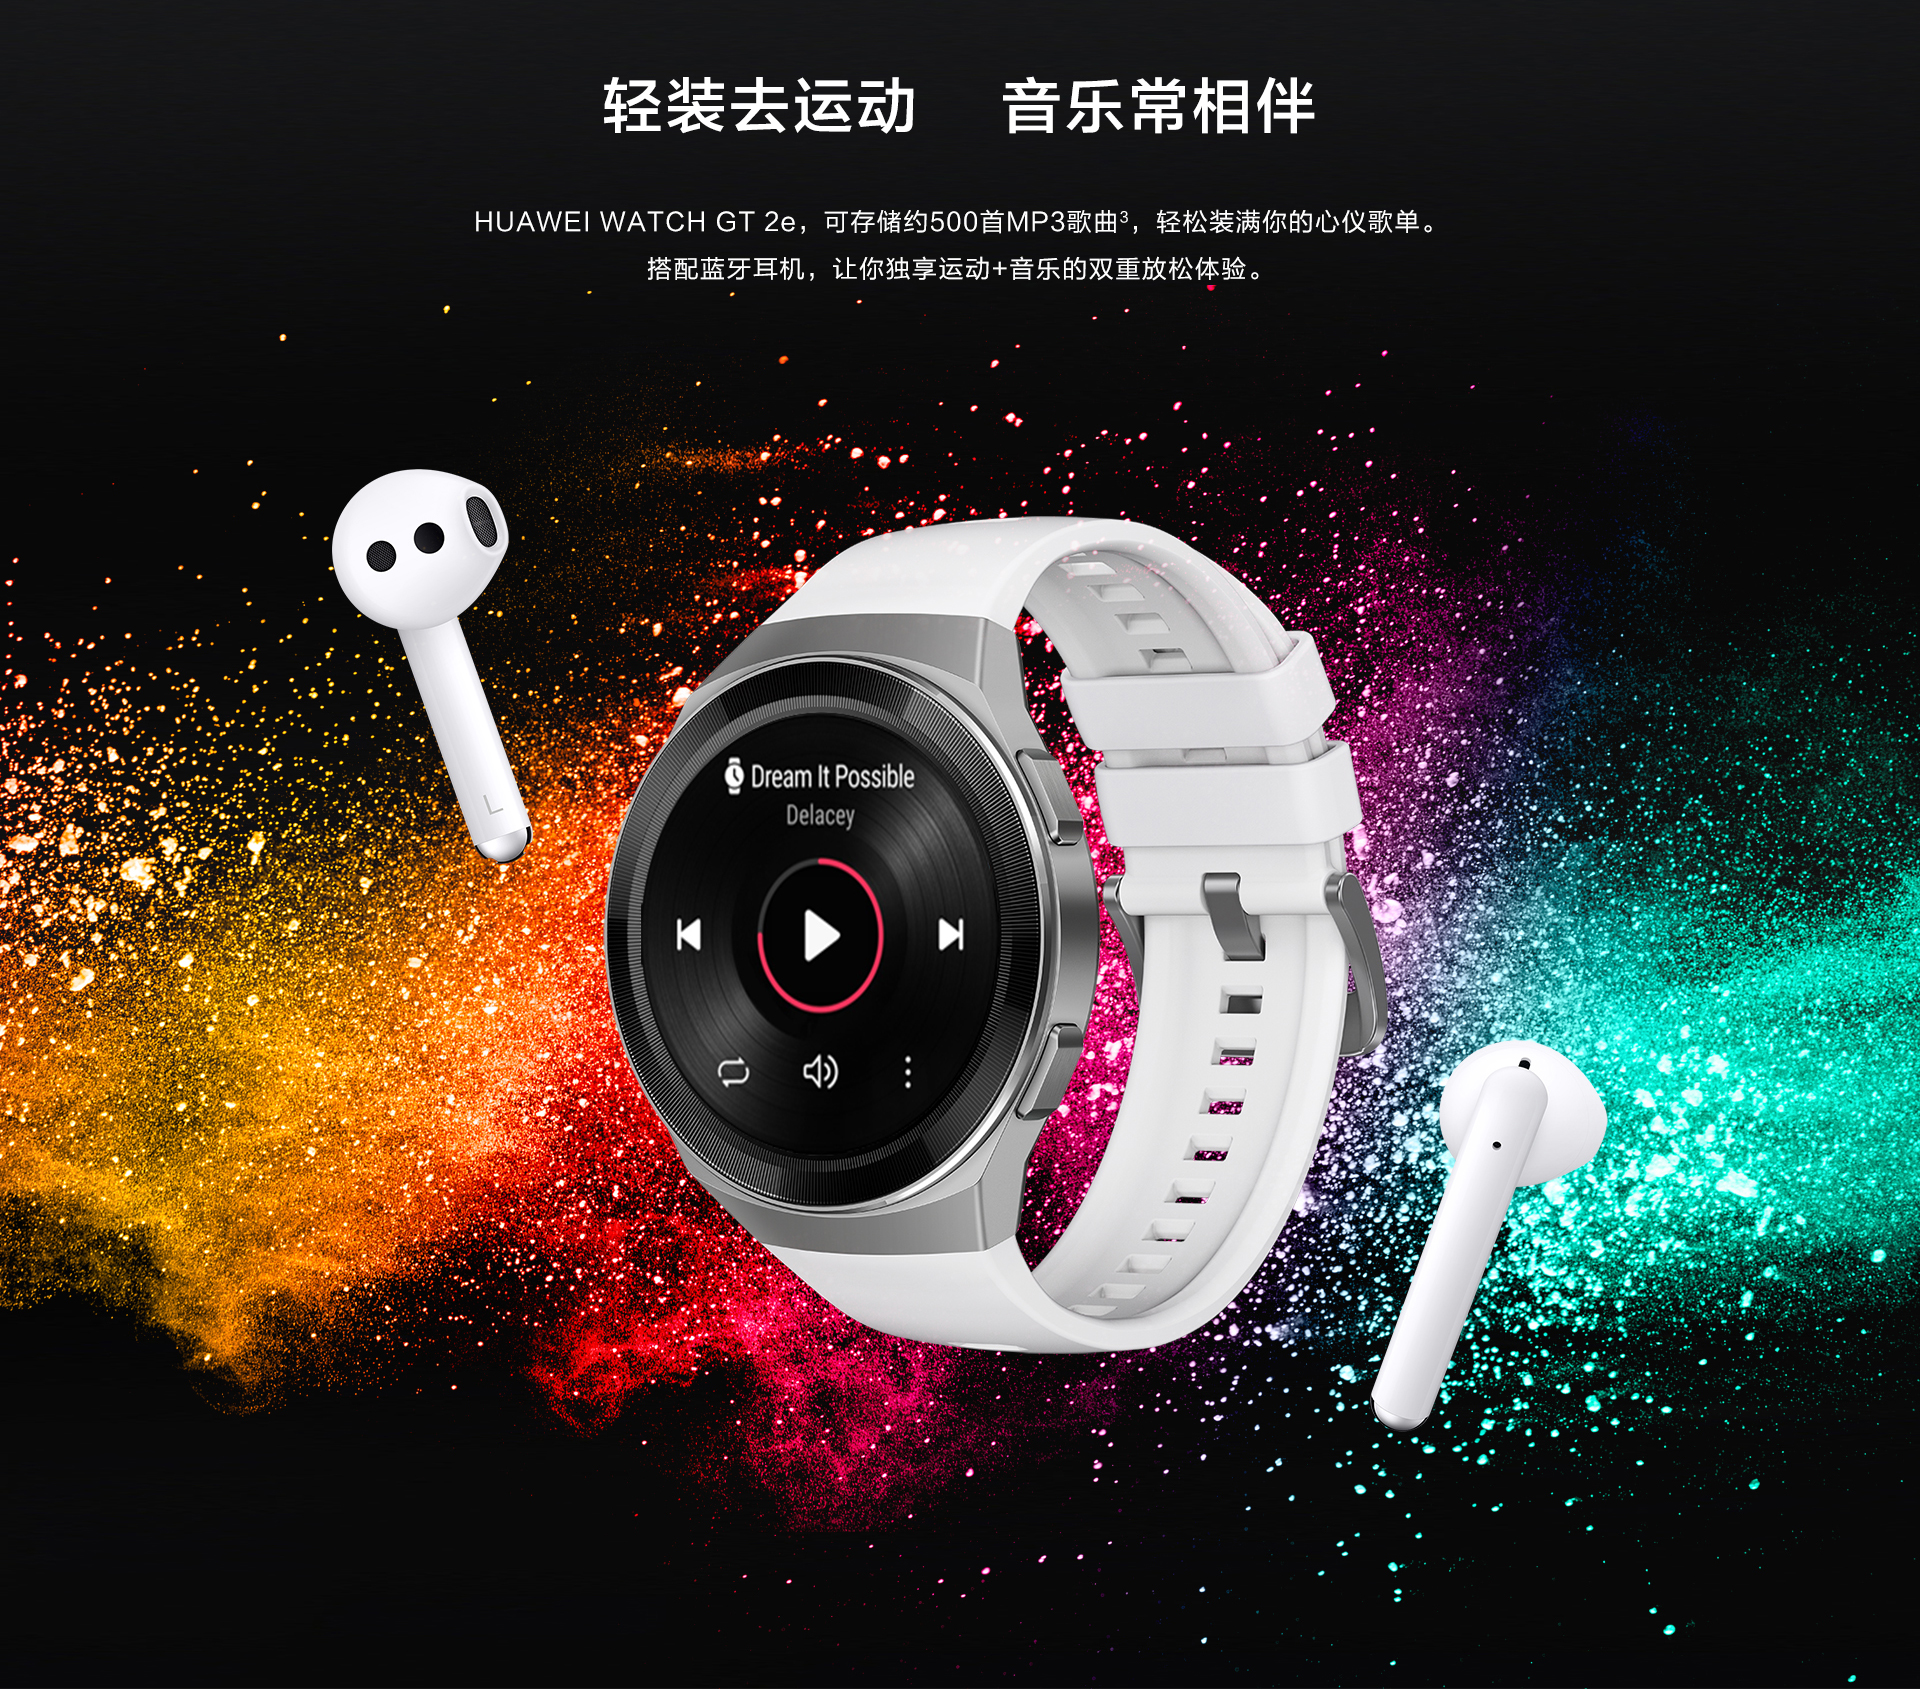 轻装去运动 音乐常相伴
HUAWEI WATCH GT 2e，可存储约500首MP3歌曲³，轻松装满你的心仪歌单。
搭配蓝牙耳机，让你独享运动+音乐的双重放松体验。
Dream It Possible
Delacey
L